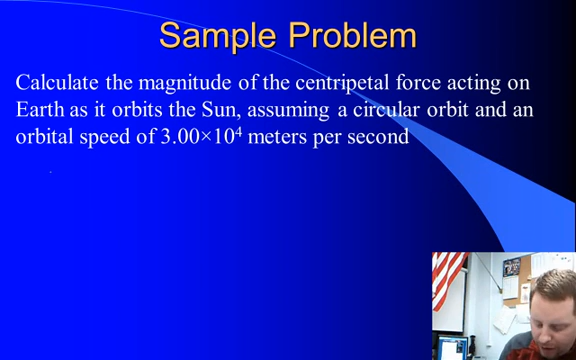 Sample Problem
Calculate the magnitude of the centripetal force acting on
Earth as it orbits the Sun, assuming a circular orbit and an
orbital speed of 3.00×10⁴ meters per second